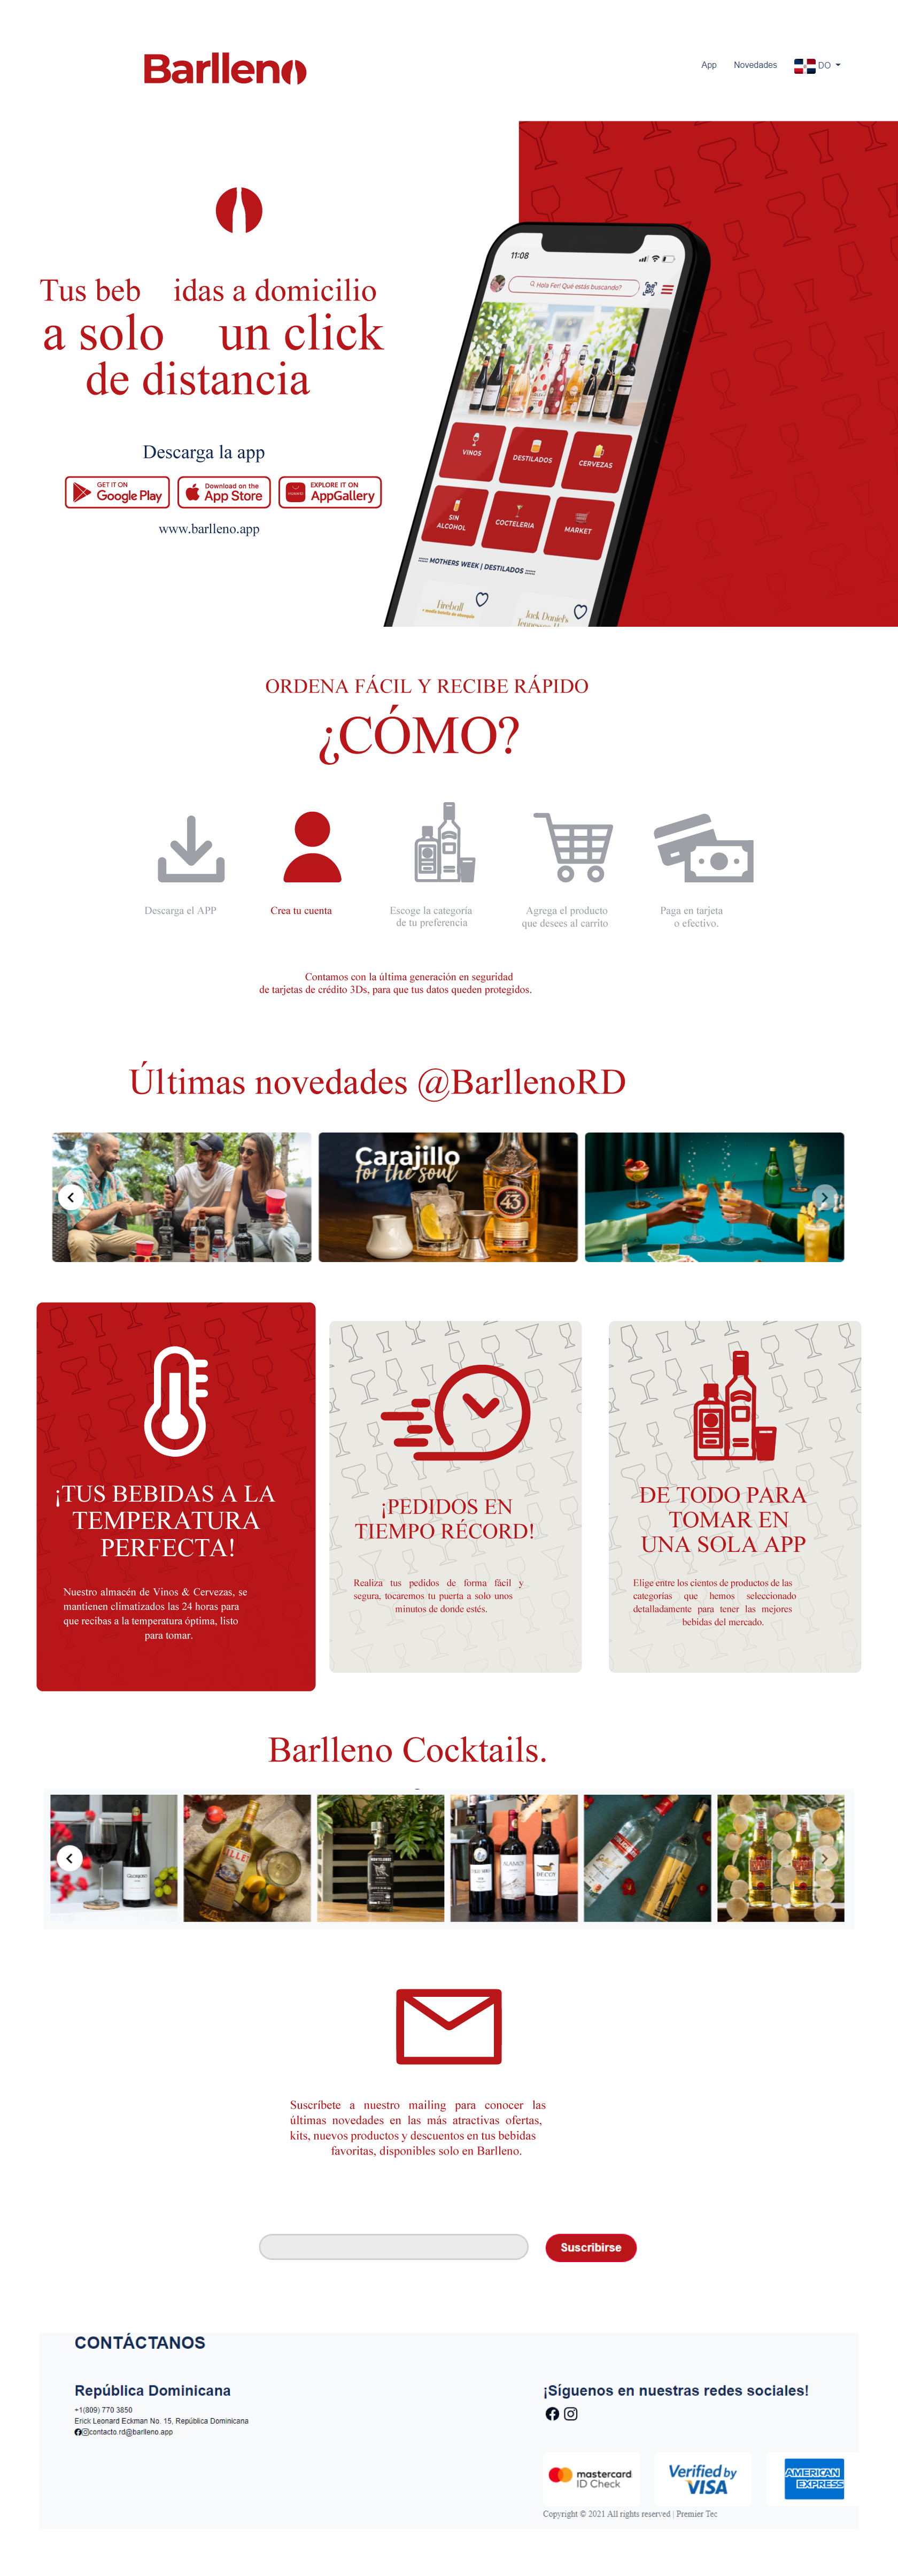 Barlleno
App Novedades DO
Tus beb idas a domicilio
a solo un click
de distancia
Descarga la app
GET IT ON
Google Play
Download on the
App Store
EXPLORE IT ON
AppGallery
www.barlleno.app
11:08
Hola Fer! Qué estás buscando?
VINOS
DESTILADOS
CERVEZAS
SIN
ALCOHOL
COCTELERIA
MARKET
MOTHERS WEEK | DESTILADOS
Fireball
Jack Daniel's
ORDENA FÁCIL Y RECIBE RÁPIDO
¿CÓMO?
Descarga el APP
Crea tu cuenta
Escoge la categoría
de tu preferencia
Agrega el producto
que desees al carrito
Paga en tarjeta
o efectivo.
Contamos con la última generación en seguridad
de tarjetas de crédito 3Ds, para que tus datos queden protegidos.
Últimas novedades @BarllenoRD
Carajillo
for the soul
43
¡TUS BEBIDAS A LA
TEMPERATURA
PERFECTA!
Nuestro almacén de Vinos & Cervezas, se
mantienen climatizados las 24 horas para
que recibas a la temperatura óptima, listo
para tomar.
¡PEDIDOS EN
TIEMPO RÉCORD!
Realiza tus pedidos de forma fácil y
segura, tocaremos tu puerta a solo unos
minutos de donde estés.
DE TODO PARA
TOMAR EN
UNA SOLA APP
Elige entre los cientos de productos de las
categorías que hemos seleccionado
detalladamente para tener las mejores
bebidas del mercado.
Barlleno Cocktails.
ALAMOS
DECOY
Suscríbete a nuestro mailing para conocer las
últimas novedades en las más atractivas ofertas,
kits, nuevos productos y descuentos en tus bebidas
favoritas, disponibles solo en Barlleno.
Suscribirse
CONTÁCTANOS
República Dominicana
+1(809) 770 3850
Erick Leonard Eckman No. 15, República Dominicana
contacto.rd@barlleno.app
¡Síguenos en nuestras redes sociales!
mastercard
ID Check
Verified by
VISA
AMERICAN
EXPRESS
Copyright © 2021 All rights reserved | Premier Tec